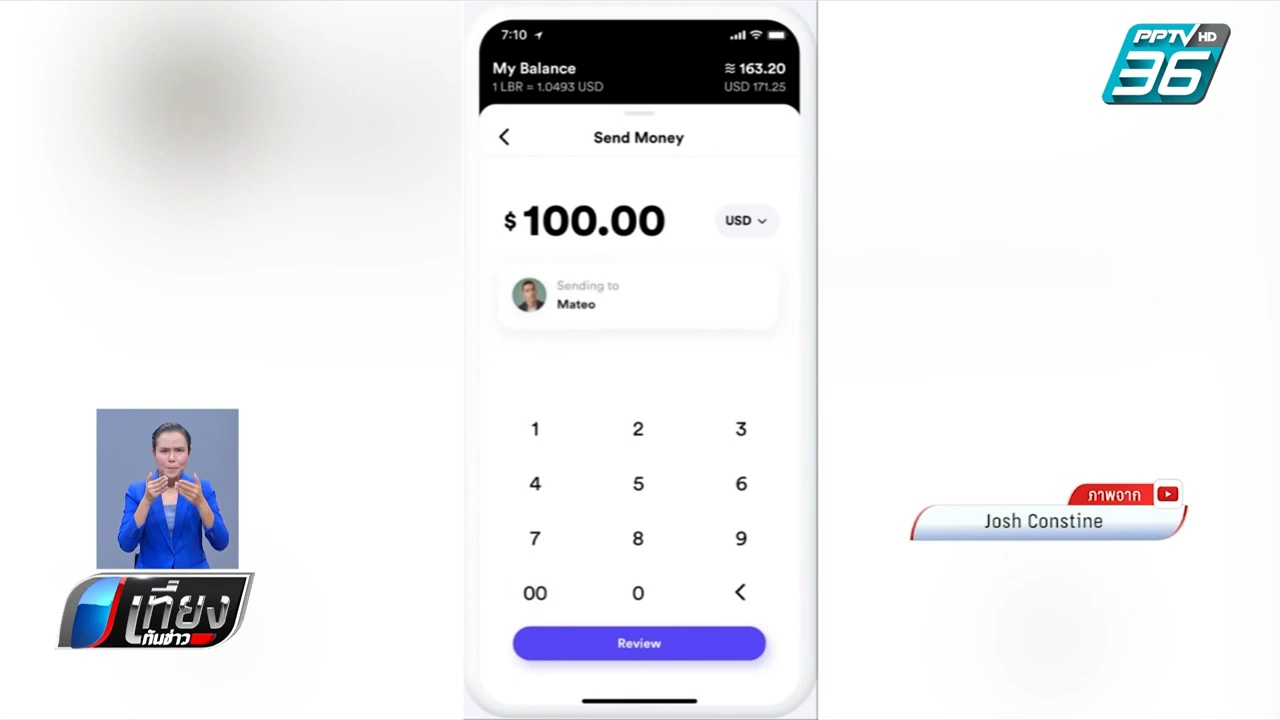 7:10
My Balance
≋ 163.20
1 LBR = 1.0493 USD
USD 171.25
Send Money
$ 100.00
USD
Sending to
Mateo
1 2 3
4 5 6
7 8 9
00 0 <
Review
PPTV HD
36
ภาพจาก
Josh Constine
เที่ยง
ทันข่าว